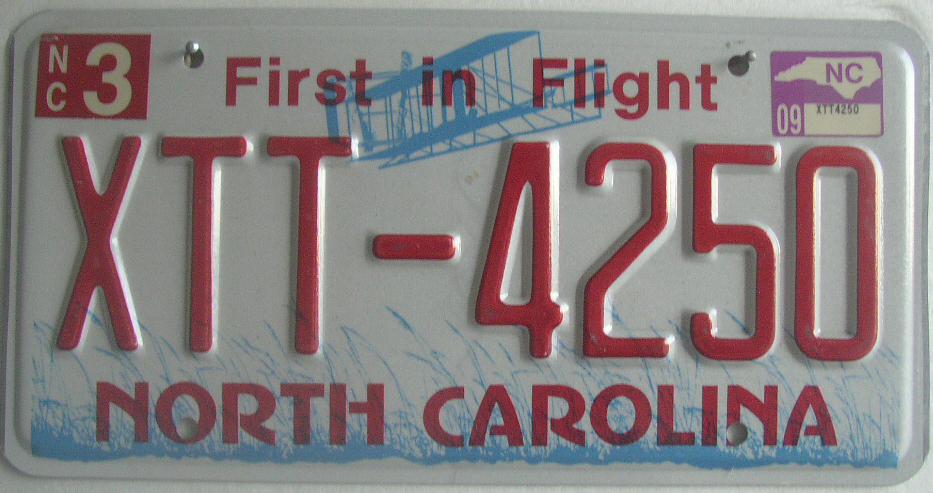 NC 3
First in Flight
NC
09 XTT4250
XTT-4250
NORTH CAROLINA